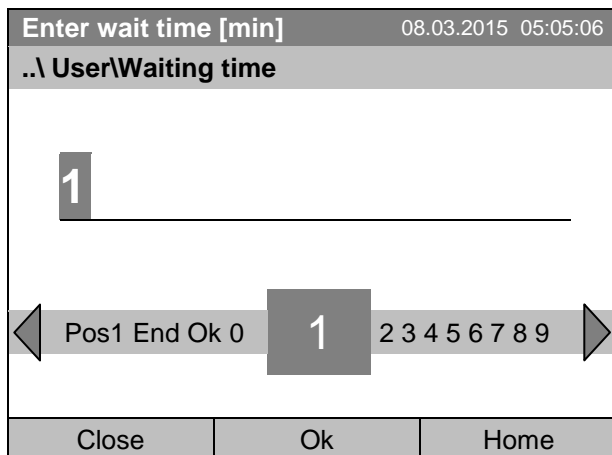 Enter wait time [min] 08.03.2015 05:05:06
..\ User\Waiting time
1
Pos1 End Ok 0 1 2 3 4 5 6 7 8 9
Close Ok Home